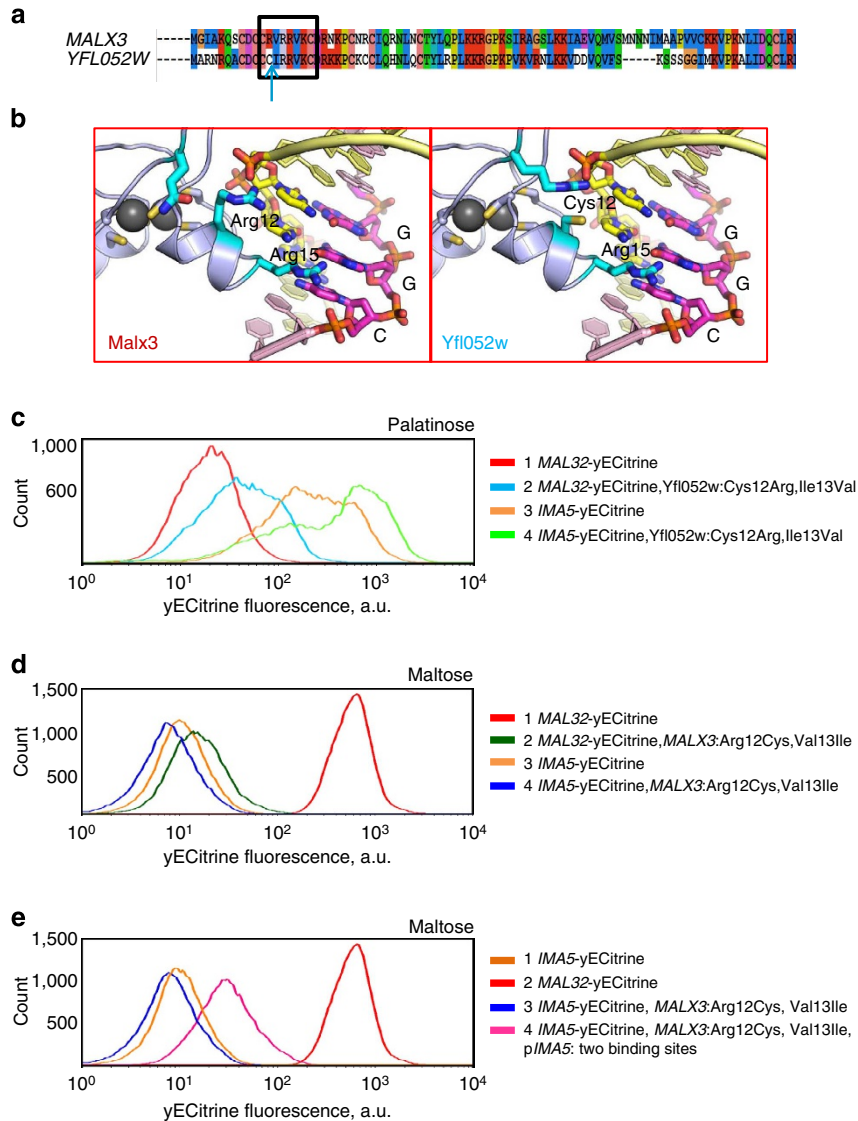 a
MALX3 -----MGIAKQSCDCCRVRRVKCDRNKPCNRCIQRNLNCTYLQPLKKRGPKSIRAGSLKKIAEVQMVSMNNNIMAAPVVCKKVPKNLIDQCLRL
YFL052W -----MARNRQACDCCCIRRVKCDRKKPCKCCLQHNLQCTYLRPLKKRGPKPVKVRNLKKVDDVQVFS-----KSSSGGIMKVPKALIDQCLRL
b
Arg12
Arg15
G
G
C
Malx3
Cys12
Arg15
G
G
C
Yfl052w
c
Palatinose
1,000
600
Count
10⁰ 10¹ 10² 10³ 10⁴
yECitrine fluorescence, a.u.
1 MAL32-yECitrine
2 MAL32-yECitrine,Yfl052w:Cys12Arg,Ile13Val
3 IMA5-yECitrine
4 IMA5-yECitrine,Yfl052w:Cys12Arg,Ile13Val
d
Maltose
1,500
1,000
500
Count
10⁰ 10¹ 10² 10³ 10⁴
yECitrine fluorescence, a.u.
1 MAL32-yECitrine
2 MAL32-yECitrine,MALX3:Arg12Cys,Val13Ile
3 IMA5-yECitrine
4 IMA5-yECitrine,MALX3:Arg12Cys,Val13Ile
e
Maltose
1,500
1,000
500
Count
10⁰ 10¹ 10² 10³ 10⁴
yECitrine fluorescence, a.u.
1 IMA5-yECitrine
2 MAL32-yECitrine
3 IMA5-yECitrine, MALX3:Arg12Cys, Val13Ile
4 IMA5-yECitrine, MALX3:Arg12Cys, Val13Ile,
pIMA5: two binding sites